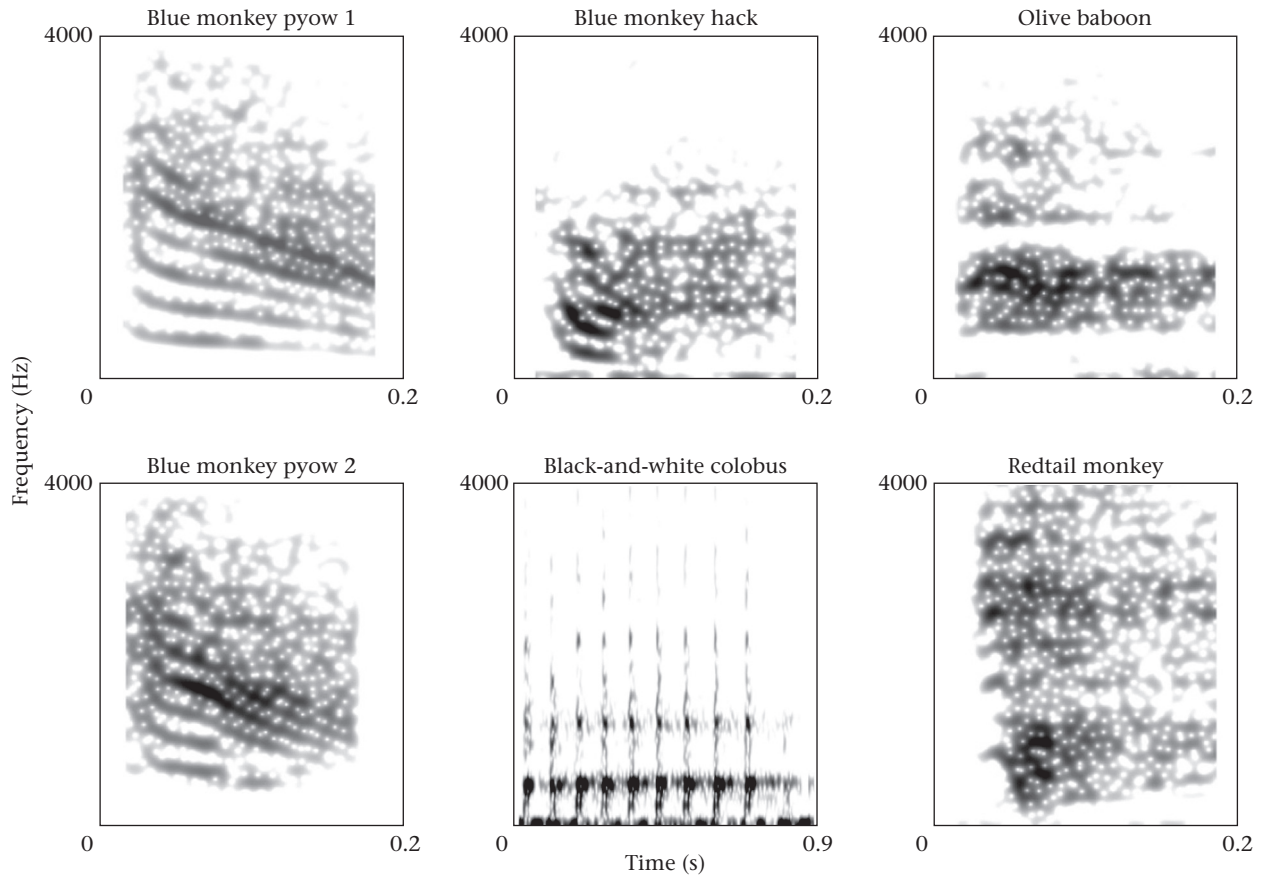 Blue monkey pyow 1
Blue monkey hack
Olive baboon
4000
4000
4000
0
0.2
0
0.2
0
0.2
Frequency (Hz)
Blue monkey pyow 2
Black-and-white colobus
Redtail monkey
4000
4000
4000
0
0.2
0
0.9
0
0.2
Time (s)